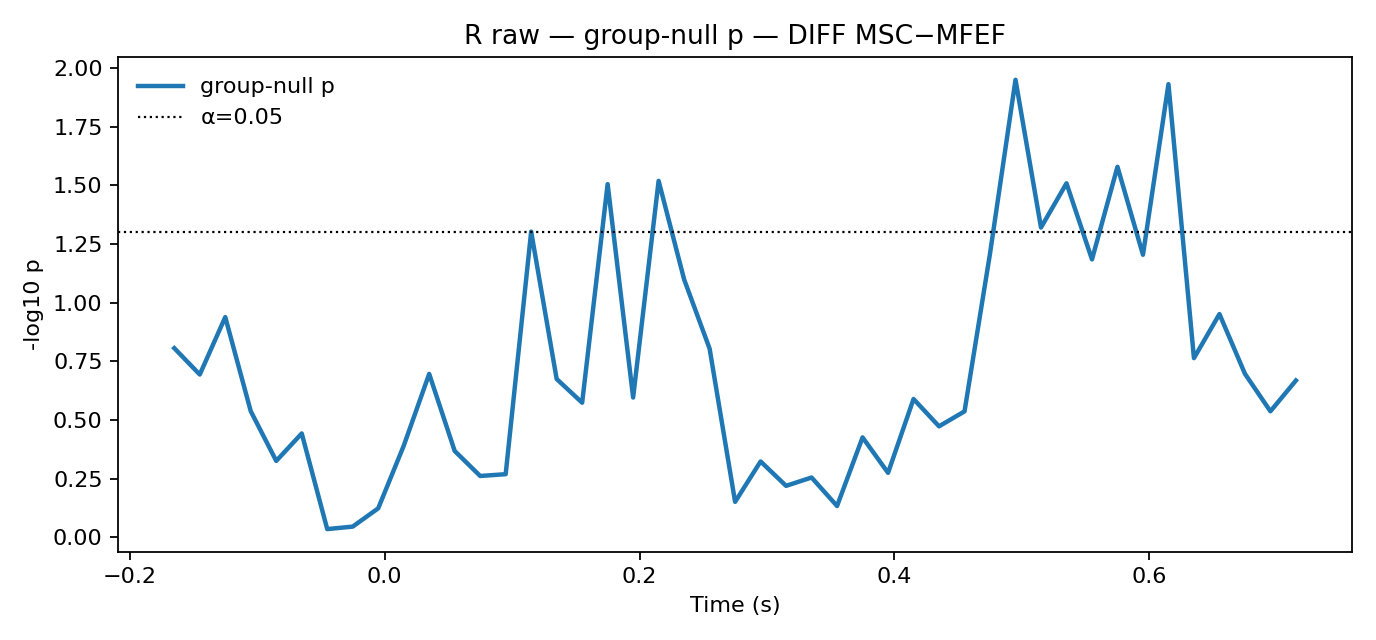 R raw — group-null p — DIFF MSC−MFEF
2.00
1.75
1.50
1.25
1.00
0.75
0.50
0.25
0.00
-log10 p
group-null p
α=0.05
−0.2
0.0
0.2
0.4
0.6
Time (s)